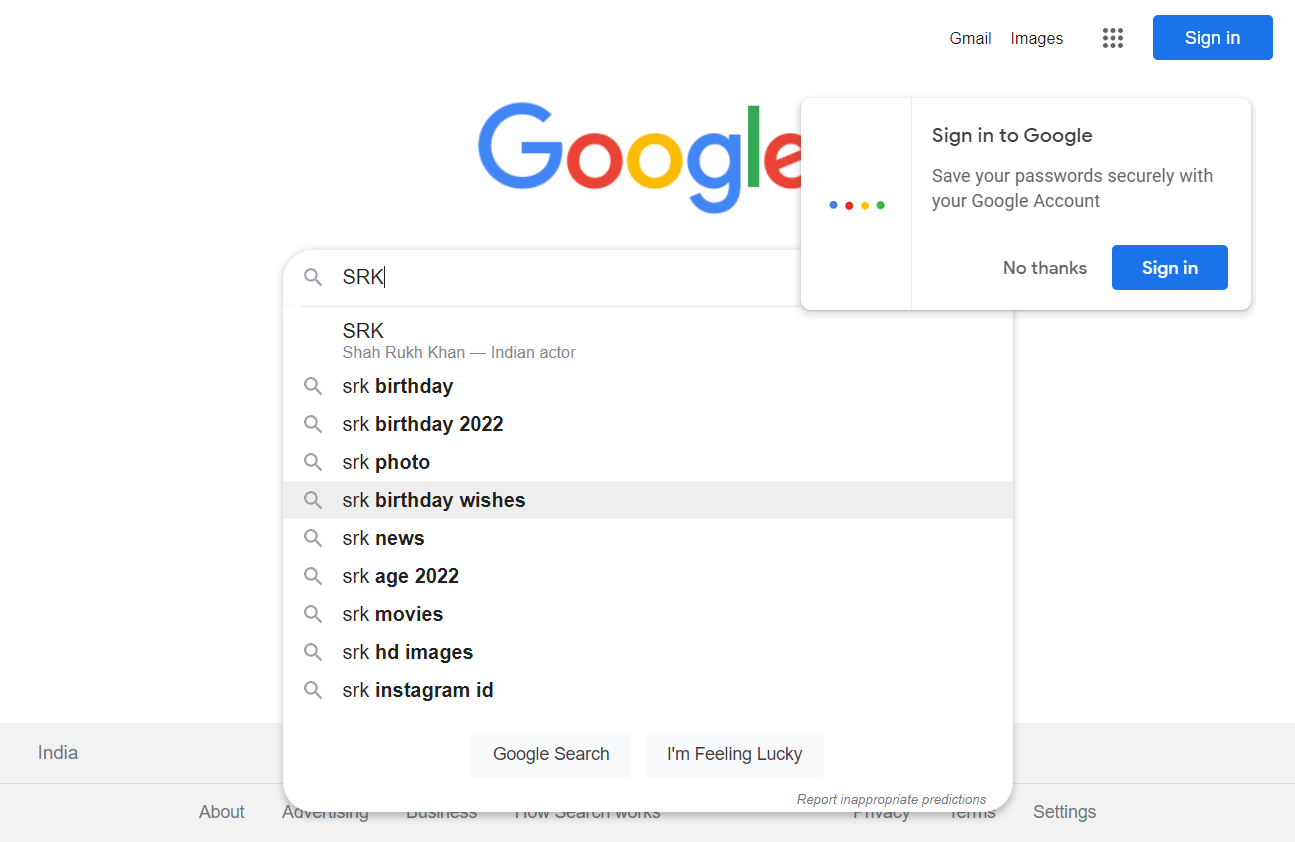 Gmail Images Sign in
Google
Sign in to Google
Save your passwords securely with
your Google Account
No thanks Sign in
SRK
SRK
Shah Rukh Khan — Indian actor
srk birthday
srk birthday 2022
srk photo
srk birthday wishes
srk news
srk age 2022
srk movies
srk hd images
srk instagram id
Google Search I'm Feeling Lucky
Report inappropriate predictions
India
About Advertising Business How Search works Privacy Terms Settings